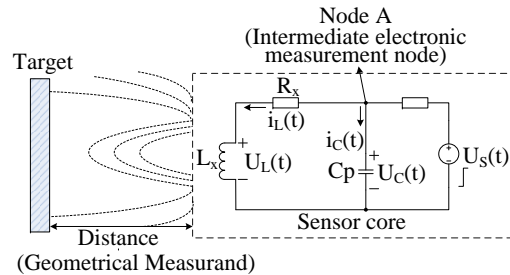 Node A
(Intermediate electronic
measurement node)
Target
Rx
iL(t)
iC(t)
Lx
+
UL(t)
−
Cp
+
UC(t)
−
+
−
US(t)
Sensor core
Distance
(Geometrical Measurand)